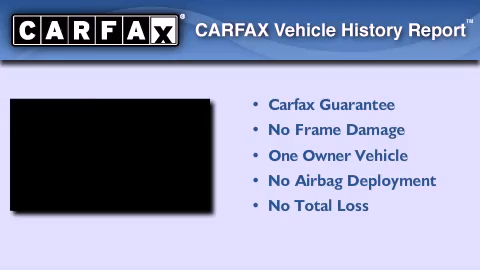 CARFAX® CARFAX Vehicle History Report™
• Carfax Guarantee
• No Frame Damage
• One Owner Vehicle
• No Airbag Deployment
• No Total Loss